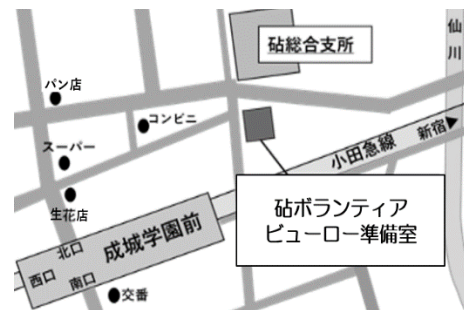 砧総合支所
仙川
パン店
コンビニ
スーパー
小田急線
新宿▶
生花店
砧ボランティア
ビューロー準備室
成城学園前
北口
西口
南口
交番